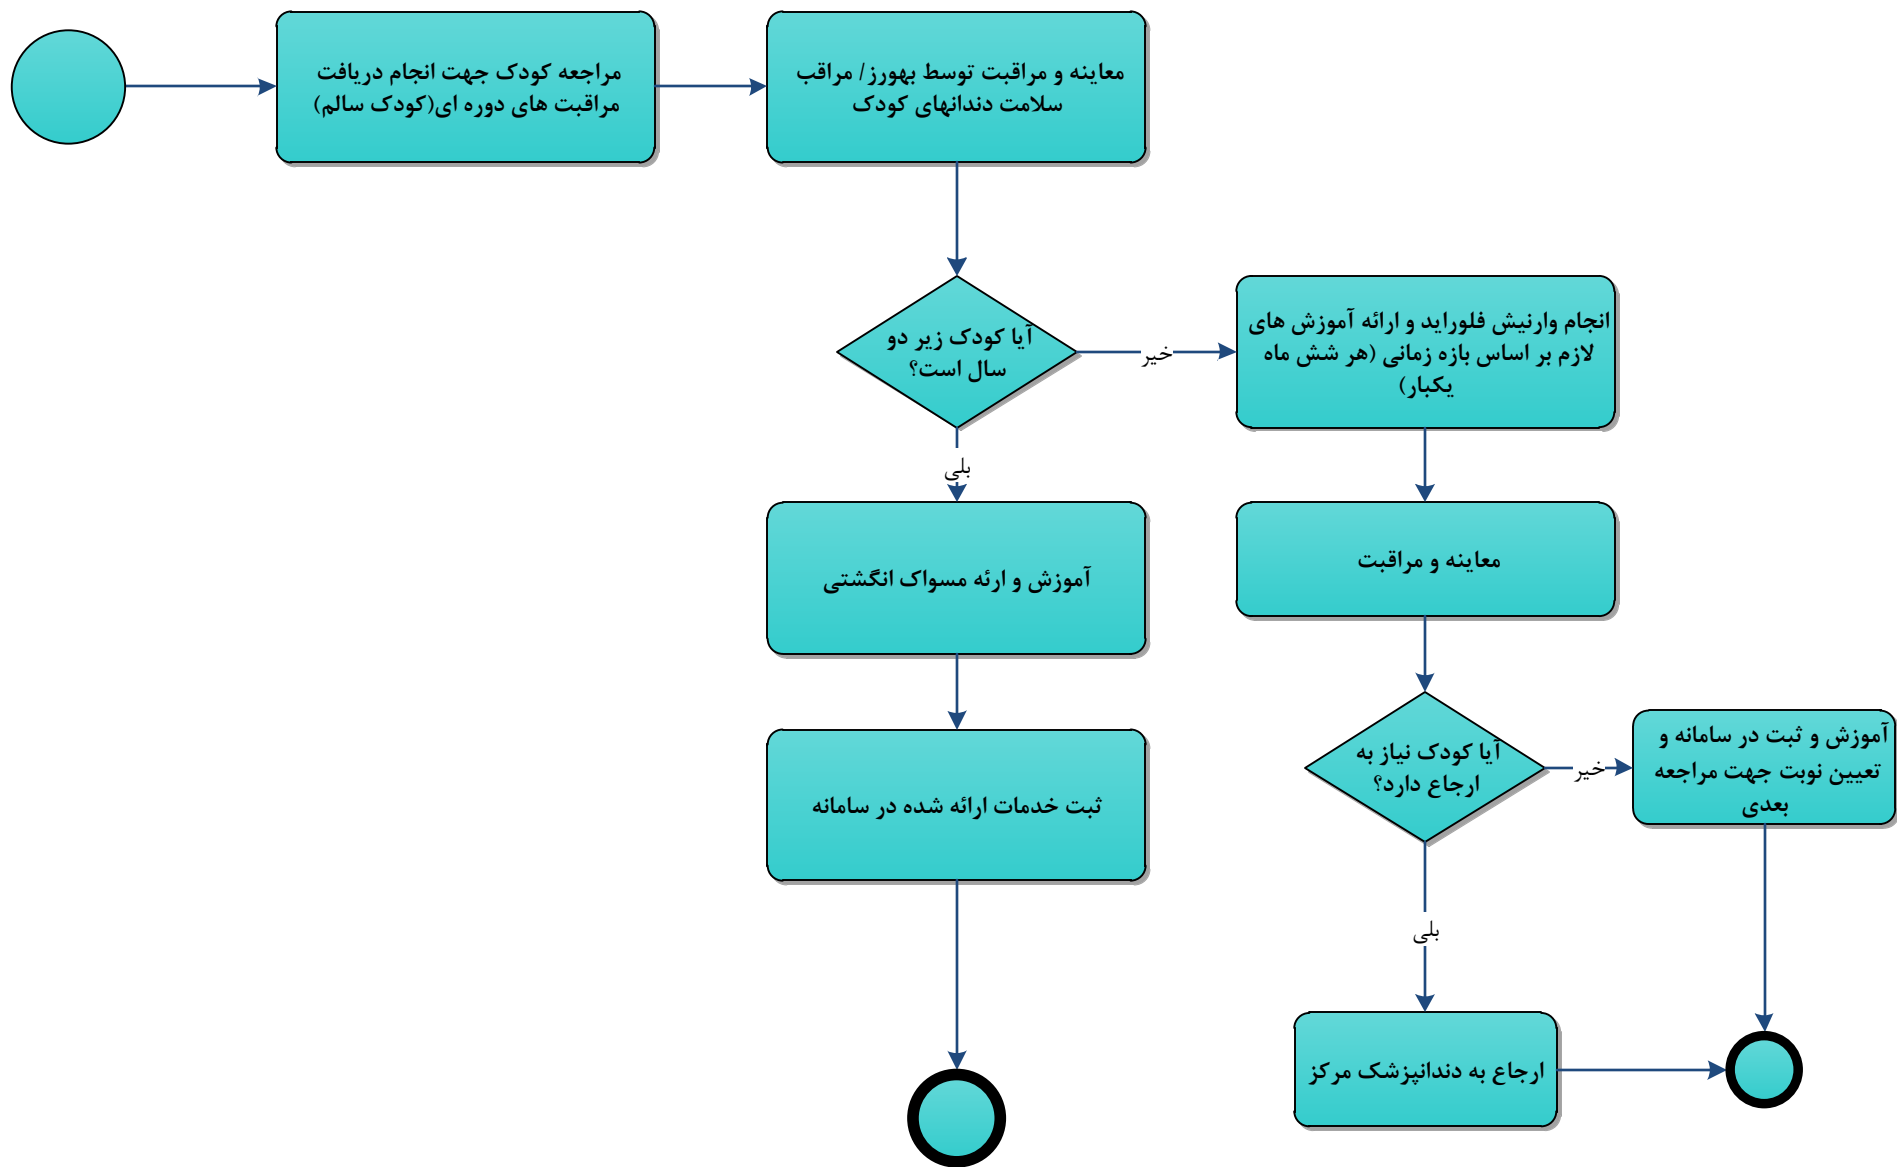 مراجعه کودک جهت انجام دریافت
مراقبت های دوره ای(کودک سالم)
معاینه و مراقبت توسط بهورز/ مراقب
سلامت دندانهای کودک
آیا کودک زیر دو
سال است؟
خیر
انجام وارنیش فلوراید و ارائه آموزش های
لازم بر اساس بازه زمانی (هر شش ماه
یکبار)
بلی
آموزش و ارئه مسواک انگشتی
معاینه و مراقبت
ثبت خدمات ارائه شده در سامانه
آیا کودک نیاز به
ارجاع دارد؟
خیر
آموزش و ثبت در سامانه و
تعیین نوبت جهت مراجعه
بعدی
بلی
ارجاع به دندانپزشک مرکز